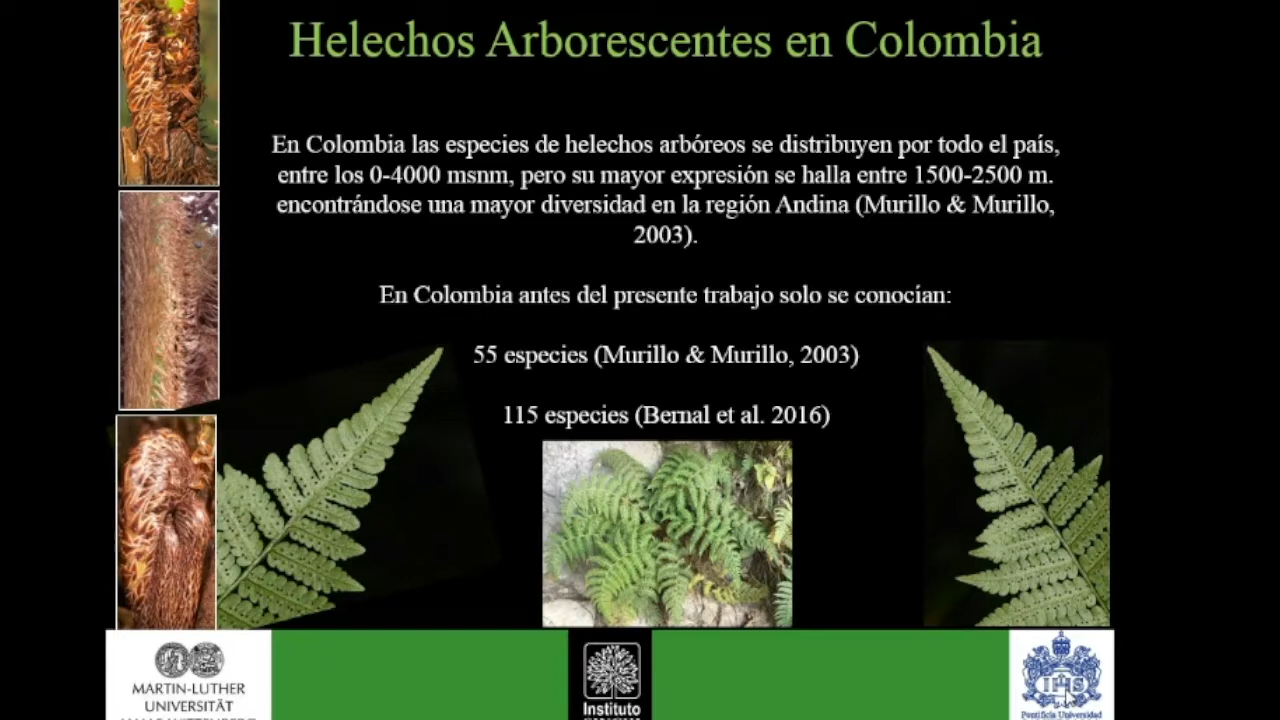 Helechos Arborescentes en Colombia
En Colombia las especies de helechos arbóreos se distribuyen por todo el país,
entre los 0-4000 msnm, pero su mayor expresión se halla entre 1500-2500 m.
encontrándose una mayor diversidad en la región Andina (Murillo & Murillo,
2003).
En Colombia antes del presente trabajo solo se conocían:
55 especies (Murillo & Murillo, 2003)
115 especies (Bernal et al. 2016)
MARTIN-LUTHER
UNIVERSITÄT
Instituto
IHS
Pontificia Universidad